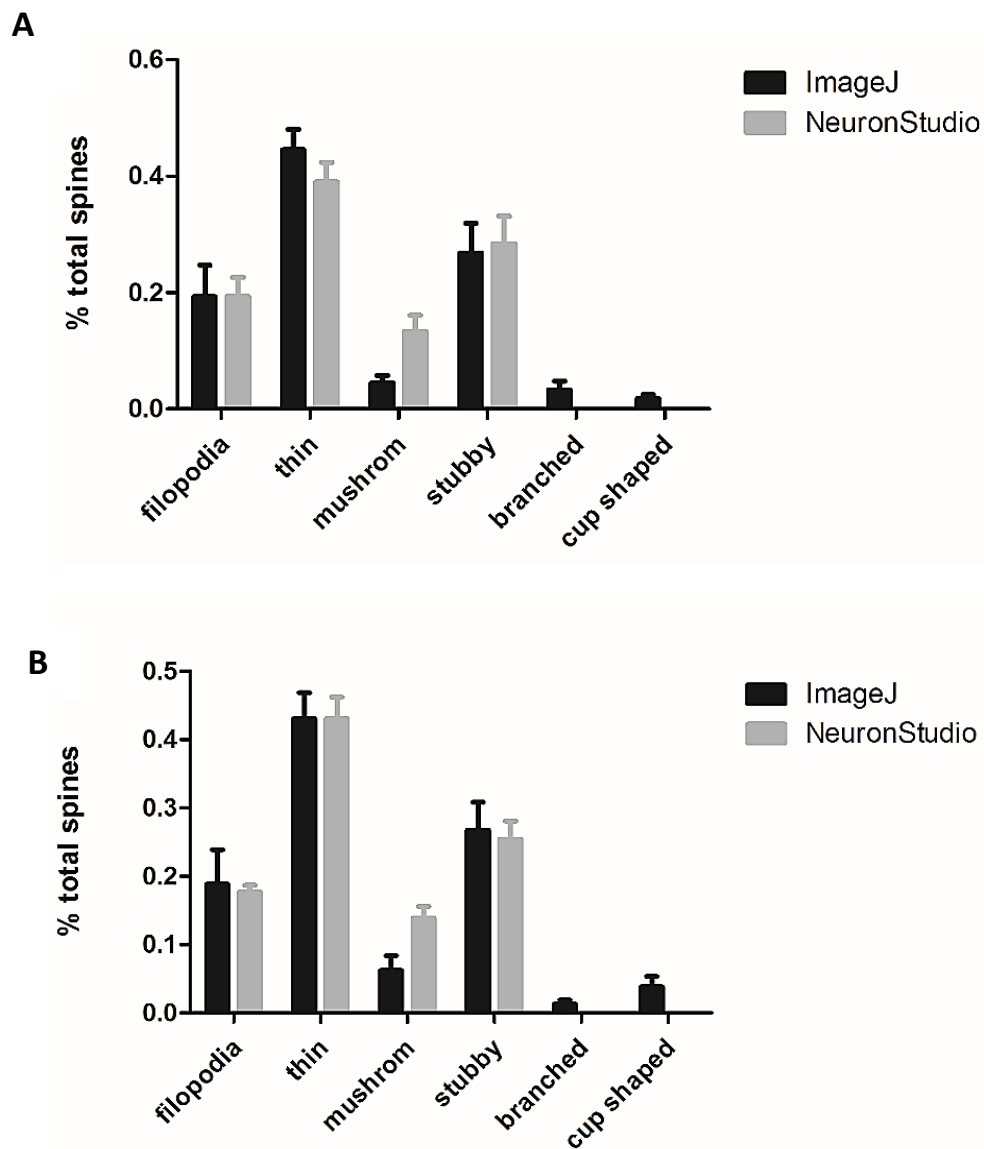 A
% total spines
0.6
0.4
0.2
0.0
filopodia
thin
mushrom
stubby
branched
cup shaped
ImageJ
NeuronStudio
B
% total spines
0.5
0.4
0.3
0.2
0.1
0.0
filopodia
thin
mushrom
stubby
branched
cup shaped
ImageJ
NeuronStudio